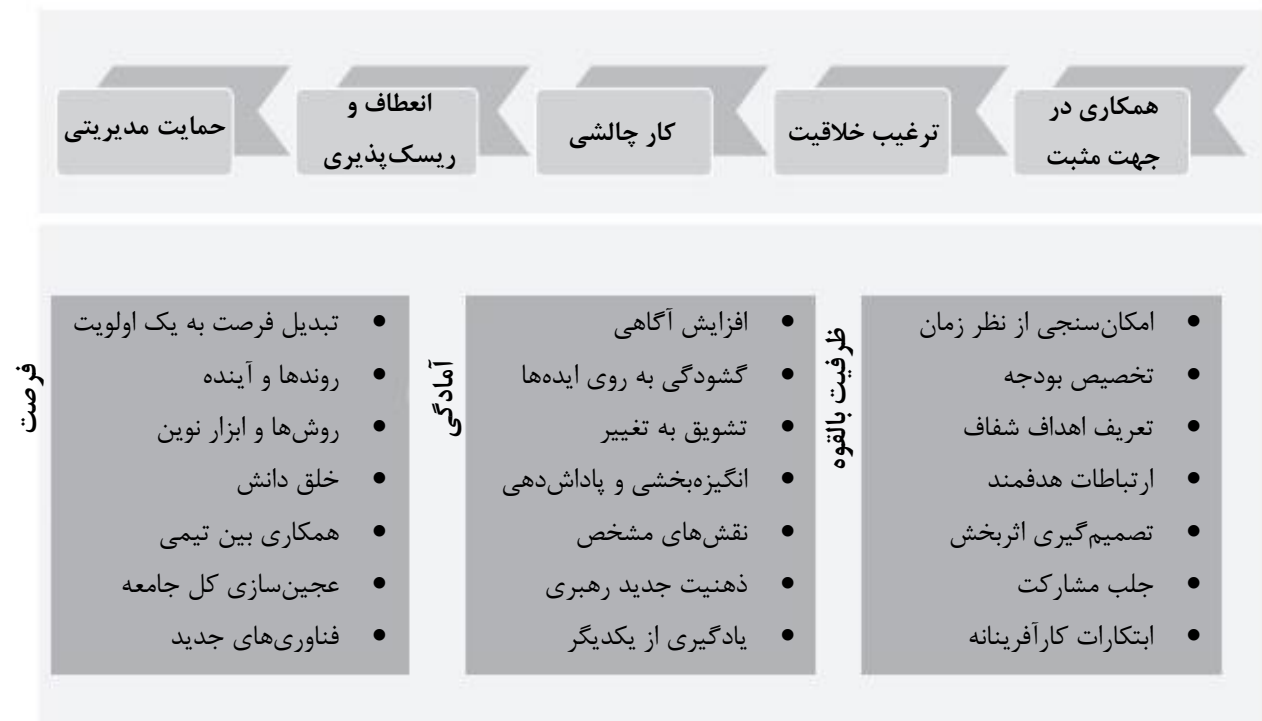 همکاری در
جهت مثبت
ترغیب خلاقیت
کار چالشی
انعطاف و
ریسک‌پذیری
حمایت مدیریتی
ظرفیت بالقوه
• امکان‌سنجی از نظر زمان
• تخصیص بودجه
• تعریف اهداف شفاف
• ارتباطات هدفمند
• تصمیم‌گیری اثربخش
• جلب مشارکت
• ابتکارات کارآفرینانه
آمادگی
• افزایش آگاهی
• گشودگی به روی ایده‌ها
• تشویق به تغییر
• انگیزه‌بخشی و پاداش‌دهی
• نقش‌های مشخص
• ذهنیت جدید رهبری
• یادگیری از یکدیگر
فرصت
• تبدیل فرصت به یک اولویت
• روندها و آینده
• روش‌ها و ابزار نوین
• خلق دانش
• همکاری بین تیمی
• عجین‌سازی کل جامعه
• فناوری‌های جدید